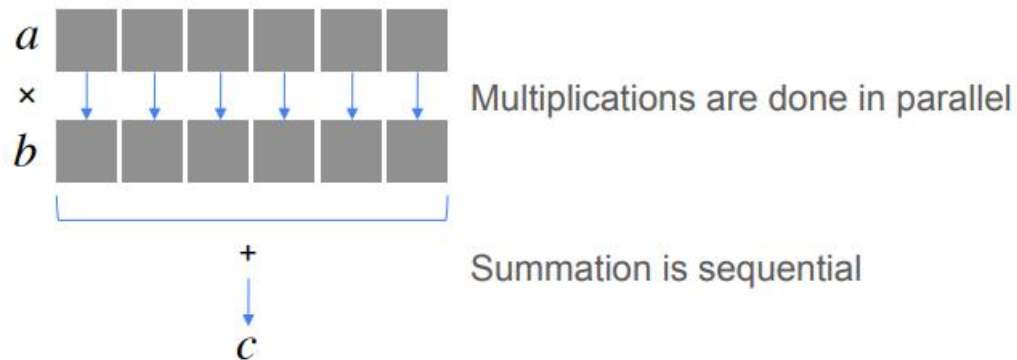 a
×
Multiplications are done in parallel
b
+
Summation is sequential
c